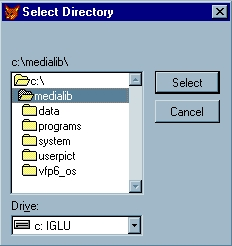 Select Directory
c:\medialib\
c:\
medialib
data
programs
system
userpict
vfp6_os
Select
Cancel
Drive:
c: IGLU